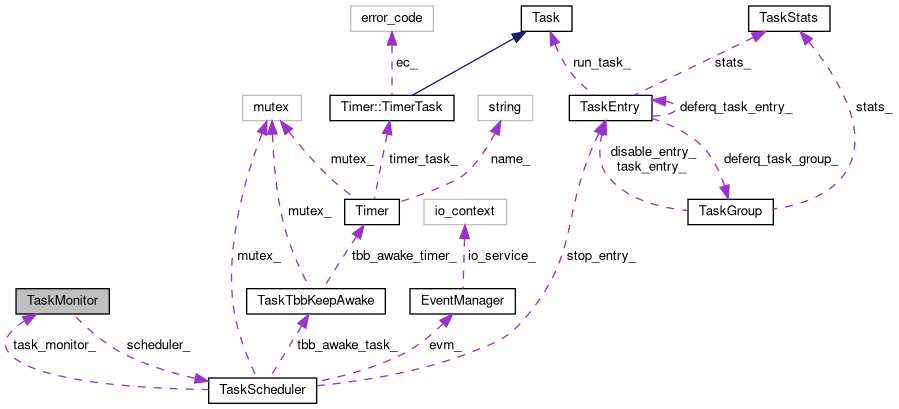 error_code
Task
TaskStats
ec_
run_task_
stats_
mutex
Timer::TimerTask
string
TaskEntry
deferq_task_entry_
stats_
mutex_
timer_task_
name_
disable_entry_
task_entry_
deferq_task_group_
Timer
io_context
TaskGroup
mutex_
mutex_
tbb_awake_timer_
io_service_
stop_entry_
TaskMonitor
TaskTbbKeepAwake
EventManager
task_monitor_
scheduler_
tbb_awake_task_
evm_
TaskScheduler